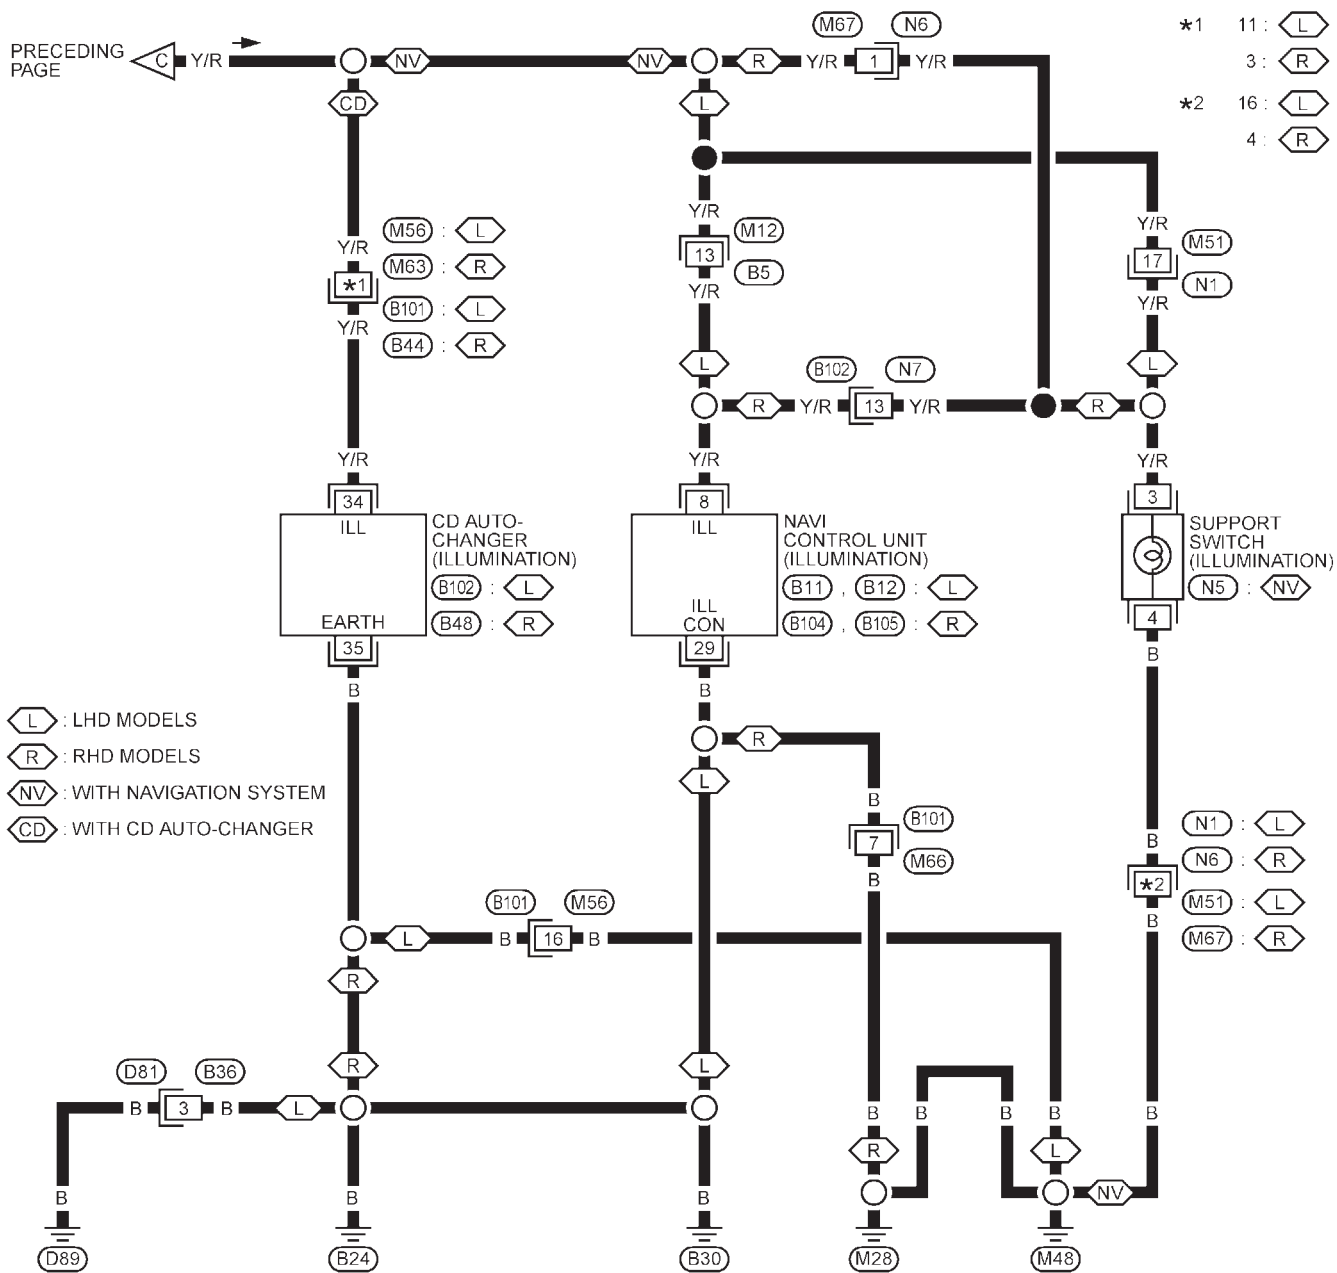 M67 N6 *1 11 : L
PRECEDING
PAGE
C Y/R NV NV R Y/R 1 Y/R 3 : R
CD L *2 16 : L
4 : R
Y/R Y/R
M56 : L
Y/R M12 M51
M63 : R
*1 13 17
B5 N1
B101 : L
Y/R Y/R Y/R
B44 : R
L B102 N7 L
R Y/R 13 Y/R R
Y/R Y/R Y/R
34 8 3
ILL ILL
CD AUTO-
CHANGER
(ILLUMINATION)
B102 : L
B48 : R
NAVI
CONTROL UNIT
(ILLUMINATION)
B11 , B12 : L
B104 , B105 : R
SUPPORT
SWITCH
(ILLUMINATION)
N5 : NV
EARTH ILL
CON
35 29 4
B B B
L : LHD MODELS
R : RHD MODELS
NV : WITH NAVIGATION SYSTEM
CD : WITH CD AUTO-CHANGER
R
L
B B101 B N1 : L
7 N6 : R
M66 *2
B B M51 : L
M67 : R
B101 M56
L B 16 B
R
R L
D81 B36
B 3 B L B B B B
R L
NV
B B B
D89 B24 B30 M28 M48